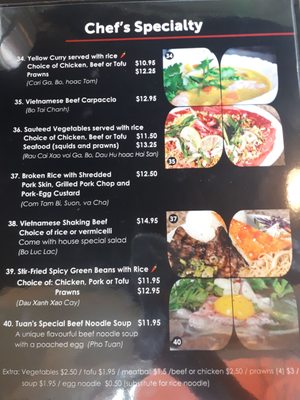 Chef's Specialty
34. Yellow Curry served with rice
Choice of Chicken, Beef or Tofu $10.95
Prawns $12.25
(Cari Ga, Bo, hoac Tom)
35. Vietnamese Beef Carpaccio $12.95
(Bo Tai Chanh)
36. Sauteed Vegetables served with rice
Choice of Chicken, Beef or Tofu $11.50
Seafood (squids and prawns) $13.25
(Rau Cai Xao voi Ga, Bo, Dau Hu hoac Hai San)
37. Broken Rice with Shredded $12.50
Pork Skin, Grilled Pork Chop and
Pork-Egg Custard
(Com Tam Bi, Suon, va Cha)
38. Vietnamese Shaking Beef $14.95
Choice of rice or vermicelli
Come with house special salad
(Bo Luc Lac)
39. Stir-Fried Spicy Green Beans with Rice
Choice of: Chicken, Pork or Tofu $11.95
Prawns $12.95
(Dau Xanh Xao Cay)
40. Tuan's Special Beef Noodle Soup $11.95
A unique flavourful beef noodle soup
with a poached egg (Pho Tuan)
34
35
37
40
Extra: Vegetables $2.50 / tofu $1.95 / meatball $1.5 /beef or chicken $2.50 / prawns (4) $3 /
soup $1.95 / egg noodle $0.50 (substitute for rice noodle)